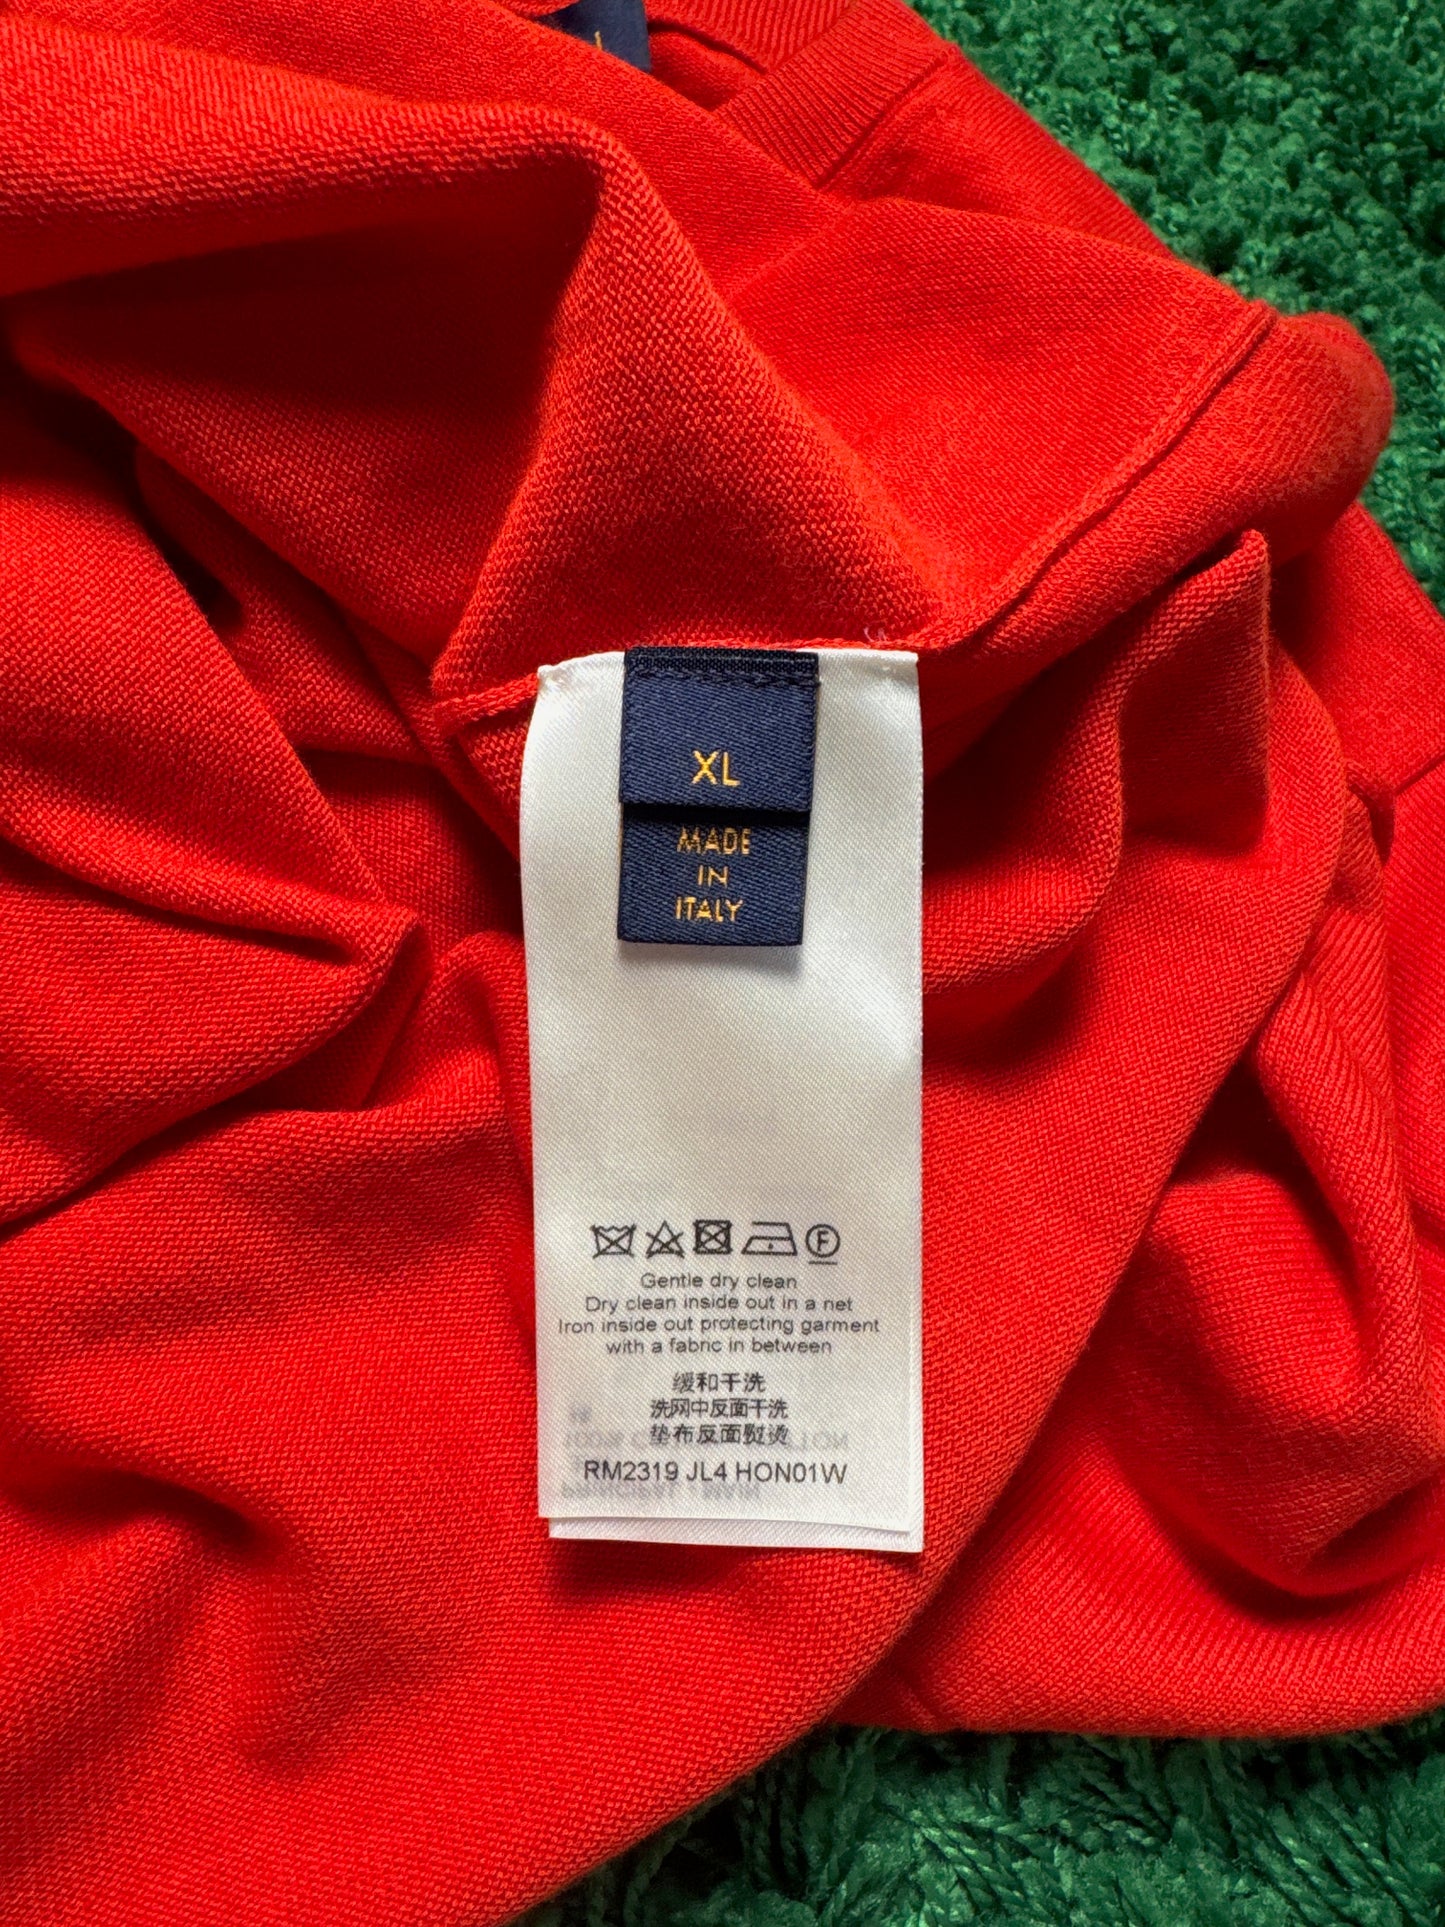 XL
MADE
IN
ITALY
Gentle dry clean
Dry clean inside out in a net
Iron inside out protecting garment
with a fabric in between
缓和干洗
洗网中反面干洗
垫布反面熨烫
RM2319 JL4 HON01W